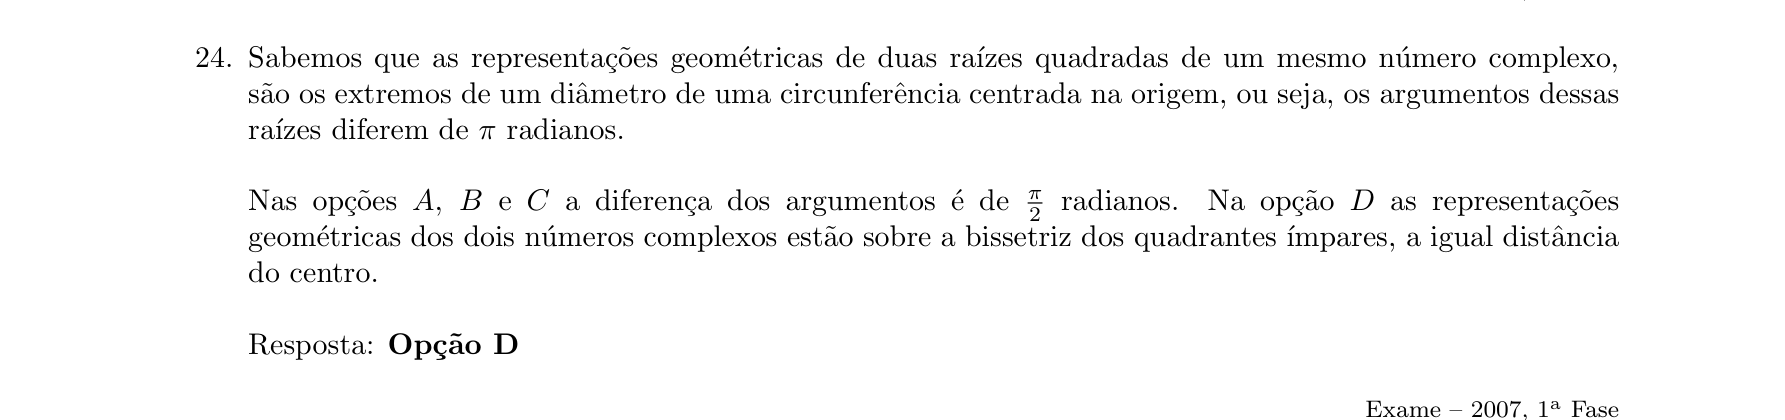 24. Sabemos que as representações geométricas de duas raízes quadradas de um mesmo número complexo,
são os extremos de um diâmetro de uma circunferência centrada na origem, ou seja, os argumentos dessas
raízes diferem de π radianos.
Nas opções A, B e C a diferença dos argumentos é de π/2 radianos. Na opção D as representações
geométricas dos dois números complexos estão sobre a bissetriz dos quadrantes ímpares, a igual distância
do centro.
Resposta: Opção D
Exame – 2007, 1ª Fase